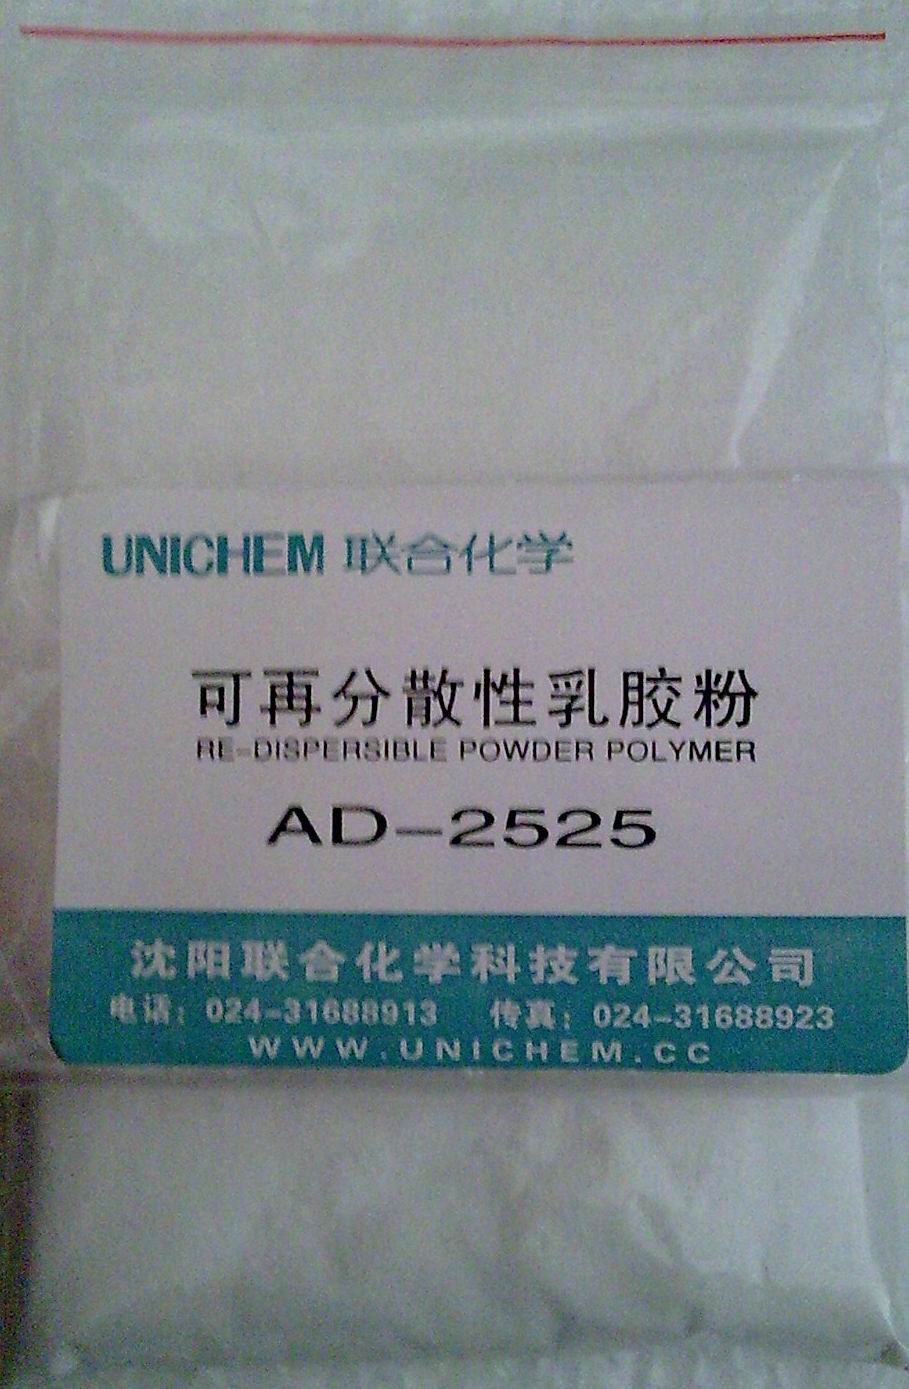 UNICHEM 联合化学
可再分散性乳胶粉
RE-DISPERSIBLE POWDER POLYMER
AD-2525
沈阳联合化学科技有限公司
电话：024-31688913 传真：024-31688923
WWW.UNICHEM.CC